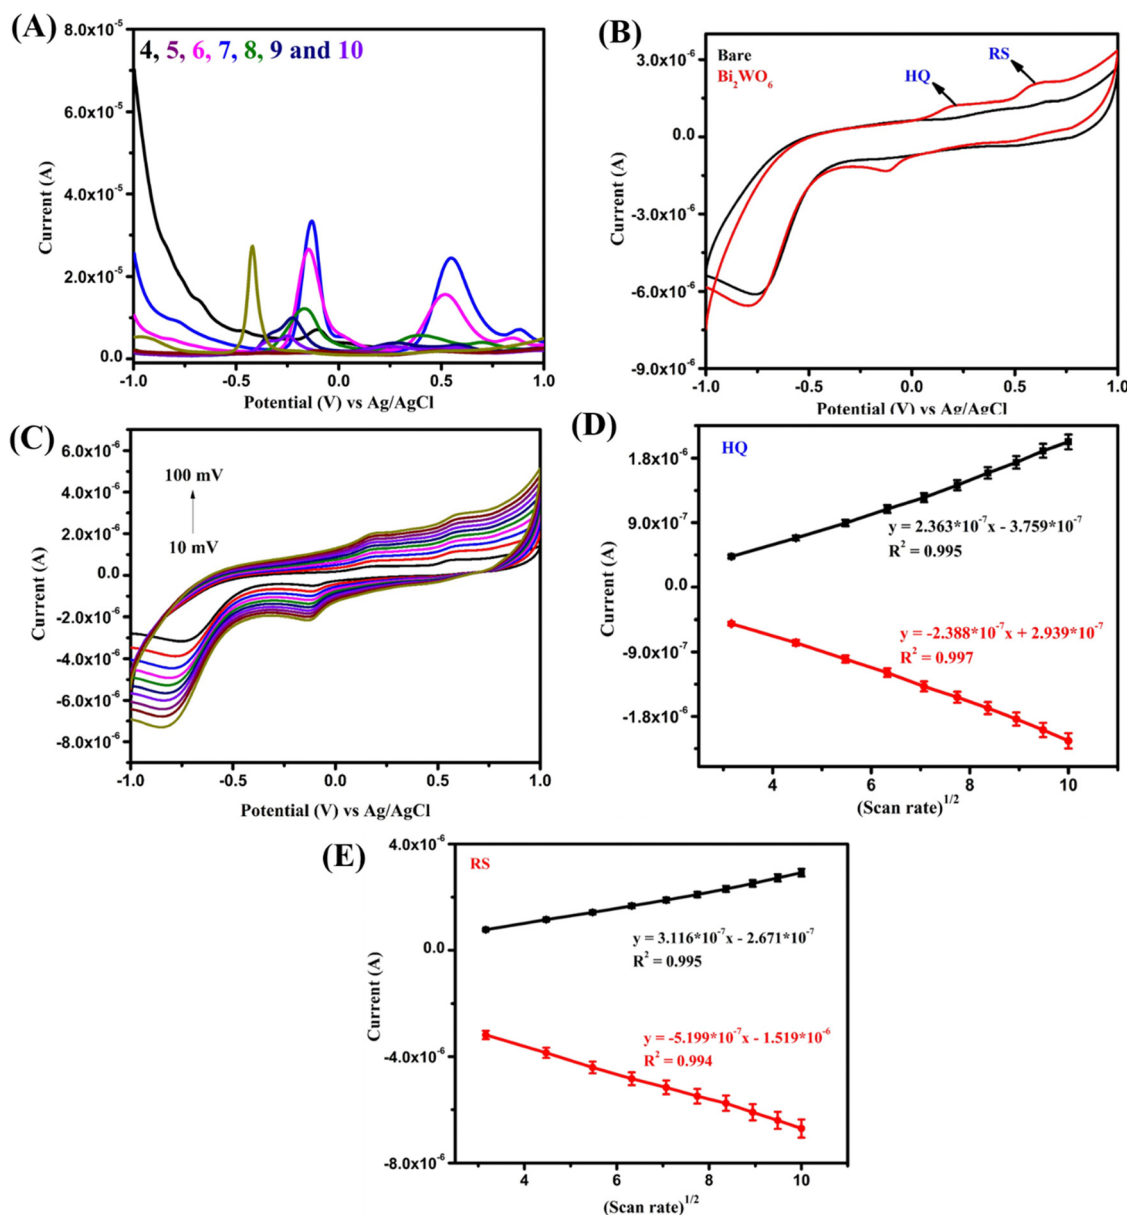 (A)
8.0x10⁻⁵
6.0x10⁻⁵
4.0x10⁻⁵
2.0x10⁻⁵
0.0
Current (A)
4, 5, 6, 7, 8, 9 and 10
-1.0 -0.5 0.0 0.5 1.0
Potential (V) vs Ag/AgCl
(B)
3.0x10⁻⁶
0.0
-3.0x10⁻⁶
-6.0x10⁻⁶
-9.0x10⁻⁶
Current (A)
Bare
Bi₂WO₆
HQ
RS
-1.0 -0.5 0.0 0.5 1.0
Potential (V) vs Ag/AgCl
(C)
6.0x10⁻⁶
4.0x10⁻⁶
2.0x10⁻⁶
0.0
-2.0x10⁻⁶
-4.0x10⁻⁶
-6.0x10⁻⁶
-8.0x10⁻⁶
Current (A)
100 mV
10 mV
-1.0 -0.5 0.0 0.5 1.0
Potential (V) vs Ag/AgCl
(D)
1.8x10⁻⁶
9.0x10⁻⁷
0.0
-9.0x10⁻⁷
-1.8x10⁻⁶
Current (A)
HQ
y = 2.363*10⁻⁷x - 3.759*10⁻⁷
R² = 0.995
y = -2.388*10⁻⁷x + 2.939*10⁻⁷
R² = 0.997
4 6 8 10
(Scan rate)¹/²
(E)
4.0x10⁻⁶
0.0
-4.0x10⁻⁶
-8.0x10⁻⁶
Current (A)
RS
y = 3.116*10⁻⁷x - 2.671*10⁻⁷
R² = 0.995
y = -5.199*10⁻⁷x - 1.519*10⁻⁶
R² = 0.994
4 6 8 10
(Scan rate)¹/²